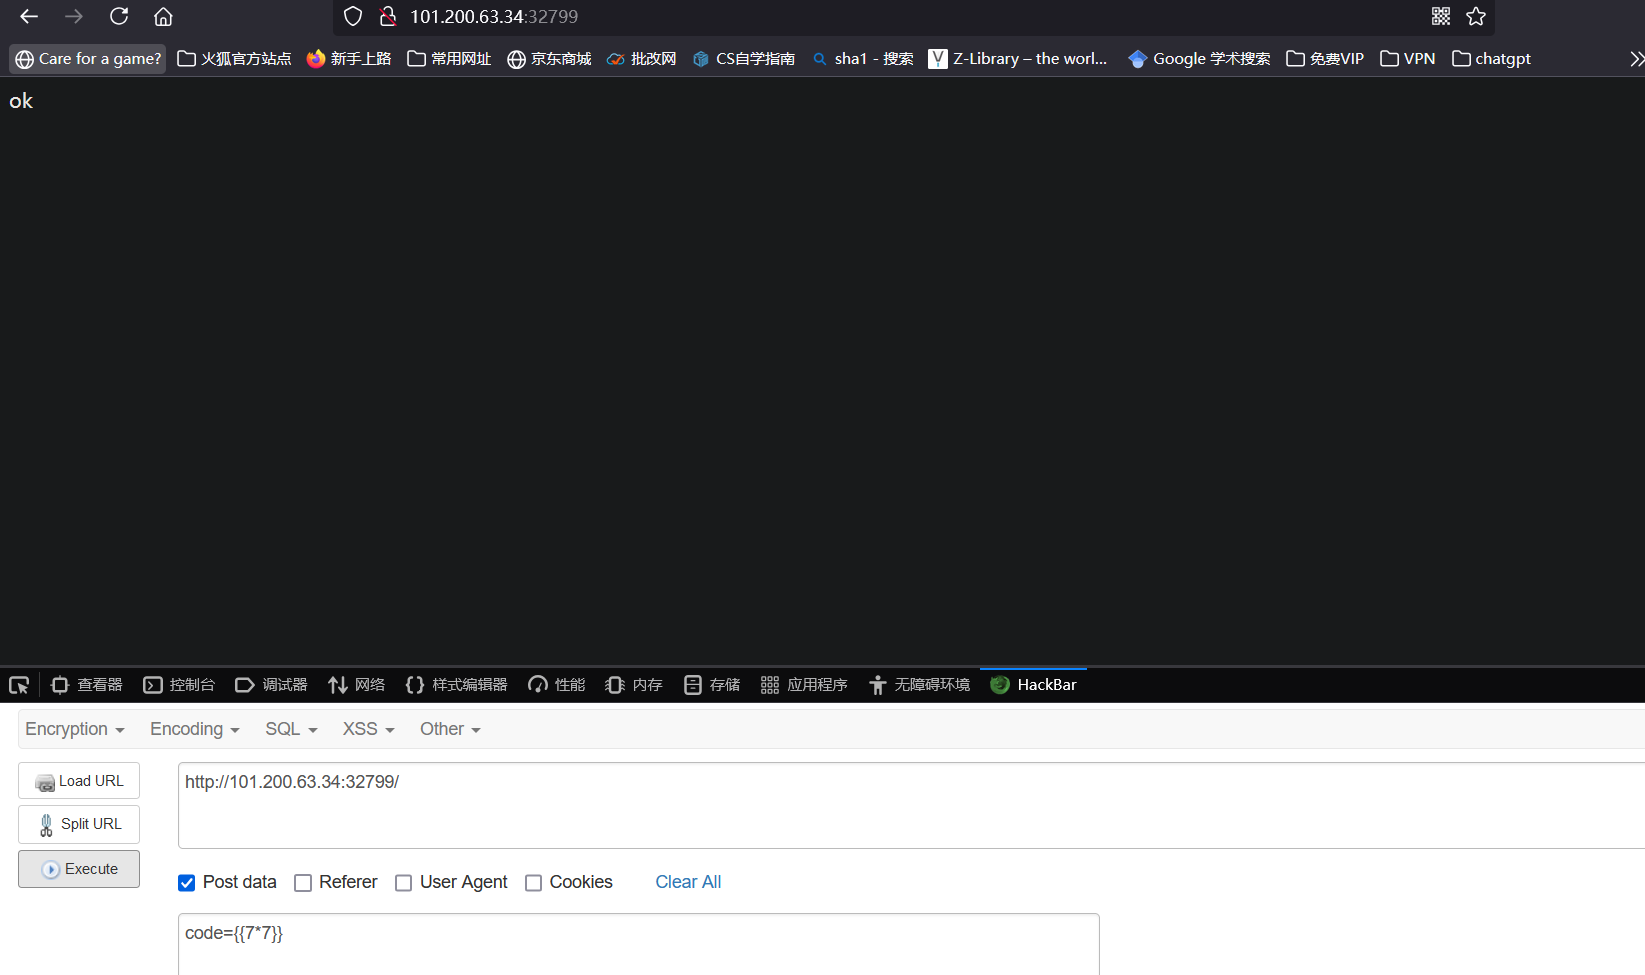 101.200.63.34:32799
Care for a game? 火狐官方站点 新手上路 常用网址 京东商城 批改网 CS自学指南 sha1 - 搜索 Z-Library – the worl... Google 学术搜索 免费VIP VPN chatgpt
ok
查看器 控制台 调试器 网络 样式编辑器 性能 内存 存储 应用程序 无障碍环境 HackBar
Encryption Encoding SQL XSS Other
Load URL
http://101.200.63.34:32799/
Split URL
Execute
Post data Referer User Agent Cookies Clear All
code={{7*7}}